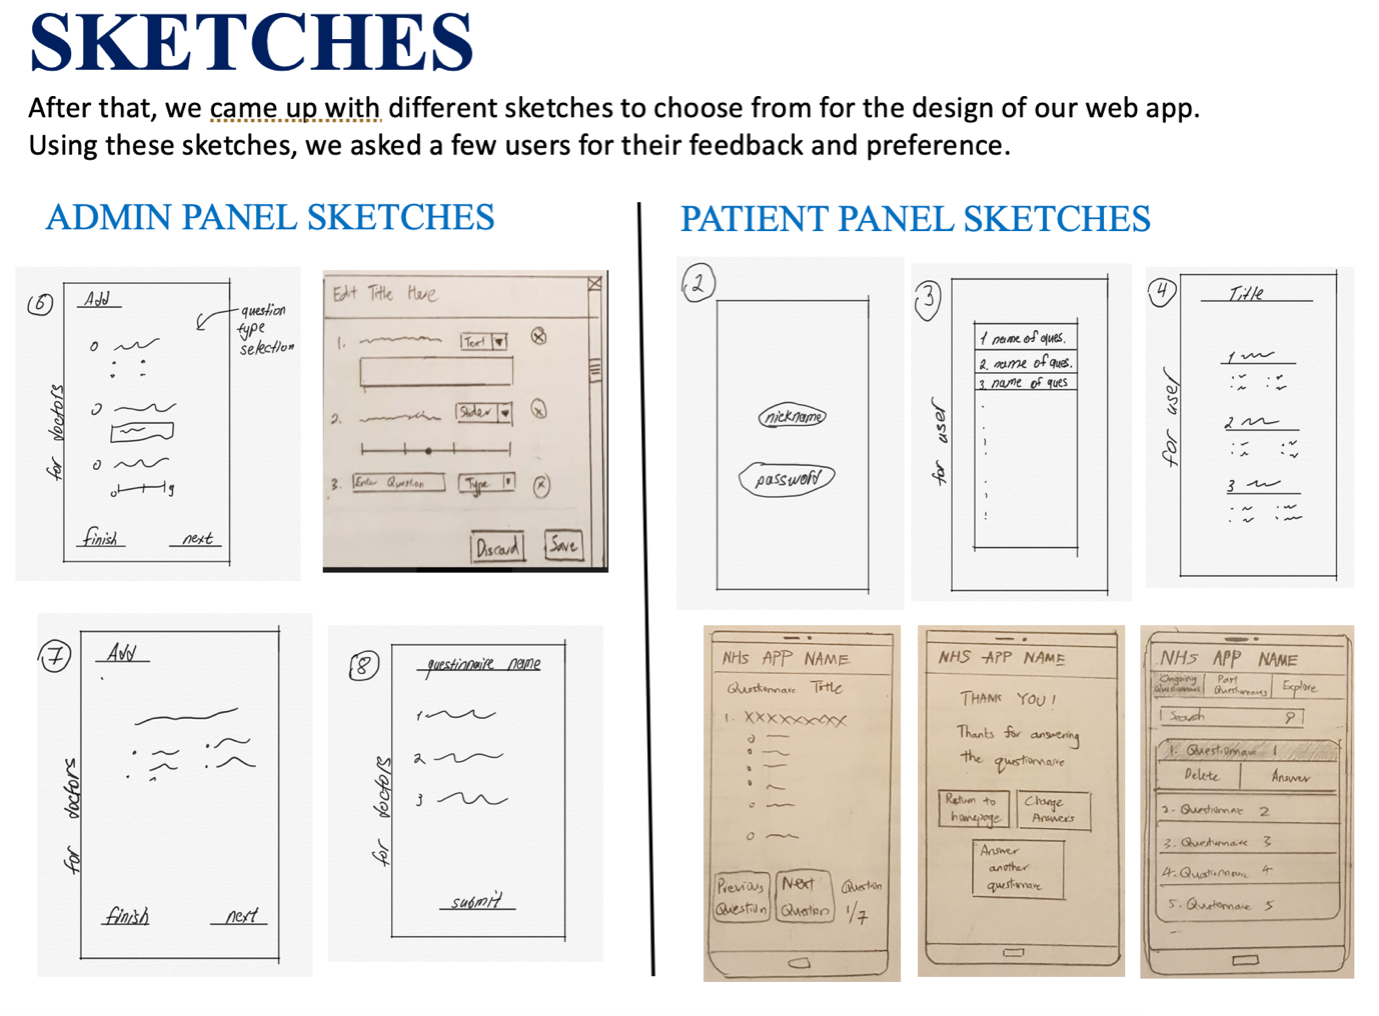 SKETCHES
After that, we came up with different sketches to choose from for the design of our web app.
Using these sketches, we asked a few users for their feedback and preference.
ADMIN PANEL SKETCHES
6
Add
question
type
selection
for doctors
finish
next
Edit Title Here
1.
Text
2.
Slider
3.
Enter Question
Type
Discard
Save
7
Add
for doctors
finish
next
8
questionnaire name
1
2
3
for doctors
submit
PATIENT PANEL SKETCHES
2
nickname
password
3
1 name of ques.
2. name of ques.
3. name of ques
for user
4
Title
1
2
3
for user
NHS APP NAME
Questionnaire Title
1. XXXXXXXXX
Previous
Question
Next
Question
Question
1/7
NHS APP NAME
THANK YOU!
Thanks for answering
the questionnaire
Return to
homepage
Change
Answers
Answer
another
questionnaire
NHS APP NAME
Ongoing
Past
Explore
Search
1. Questionnaire 1
Delete
Answer
2. Questionnaire 2
3. Questionnaire 3
4. Questionnaire 4
5. Questionnaire 5